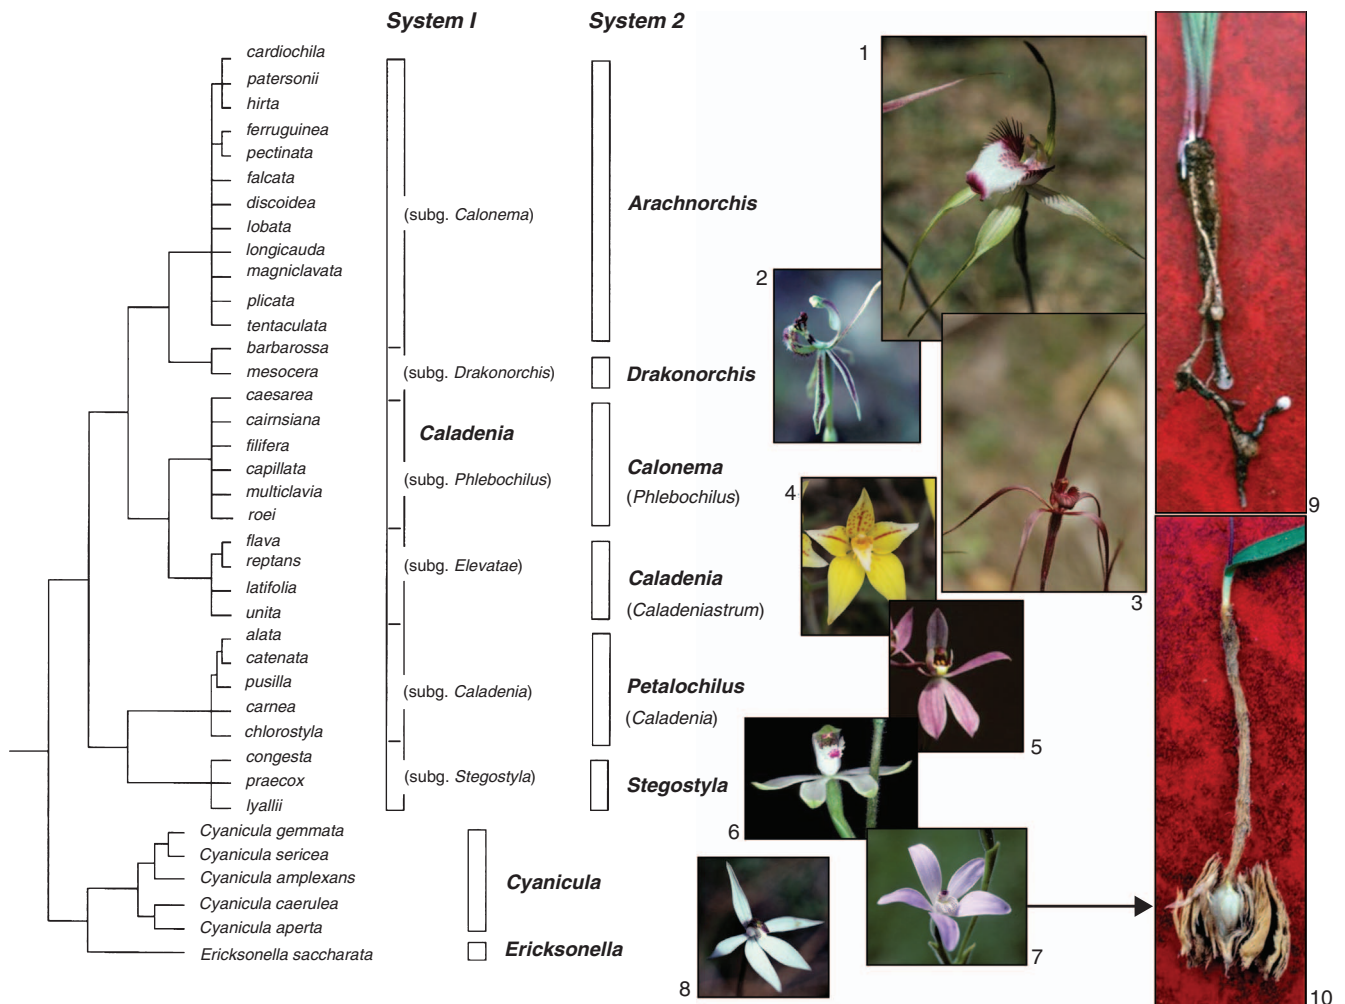 System I
System 2
cardiochila
patersonii
hirta
ferruginea
pectinata
falcata
discoidea
lobata
longicauda
magniclavata
plicata
tentaculata
barbarossa
mesocera
caesarea
cairnsiana
filifera
capillata
multiclavia
roei
flava
reptans
latifolia
unita
alata
catenata
pusilla
carnea
chlorostyla
congesta
praecox
lyallii
Cyanicula gemmata
Cyanicula sericea
Cyanicula amplexans
Cyanicula caerulea
Cyanicula aperta
Ericksonella saccharata
(subg. Calonema)
(subg. Drakonorchis)
Caladenia
(subg. Phlebochilus)
(subg. Elevatae)
(subg. Caladenia)
(subg. Stegostyla)
Cyanicula
Ericksonella
Arachnorchis
Drakonorchis
Calonema
(Phlebochilus)
Caladenia
(Caladeniastrum)
Petalochilus
(Caladenia)
Stegostyla
1
2
3
4
5
6
7
8
9
10